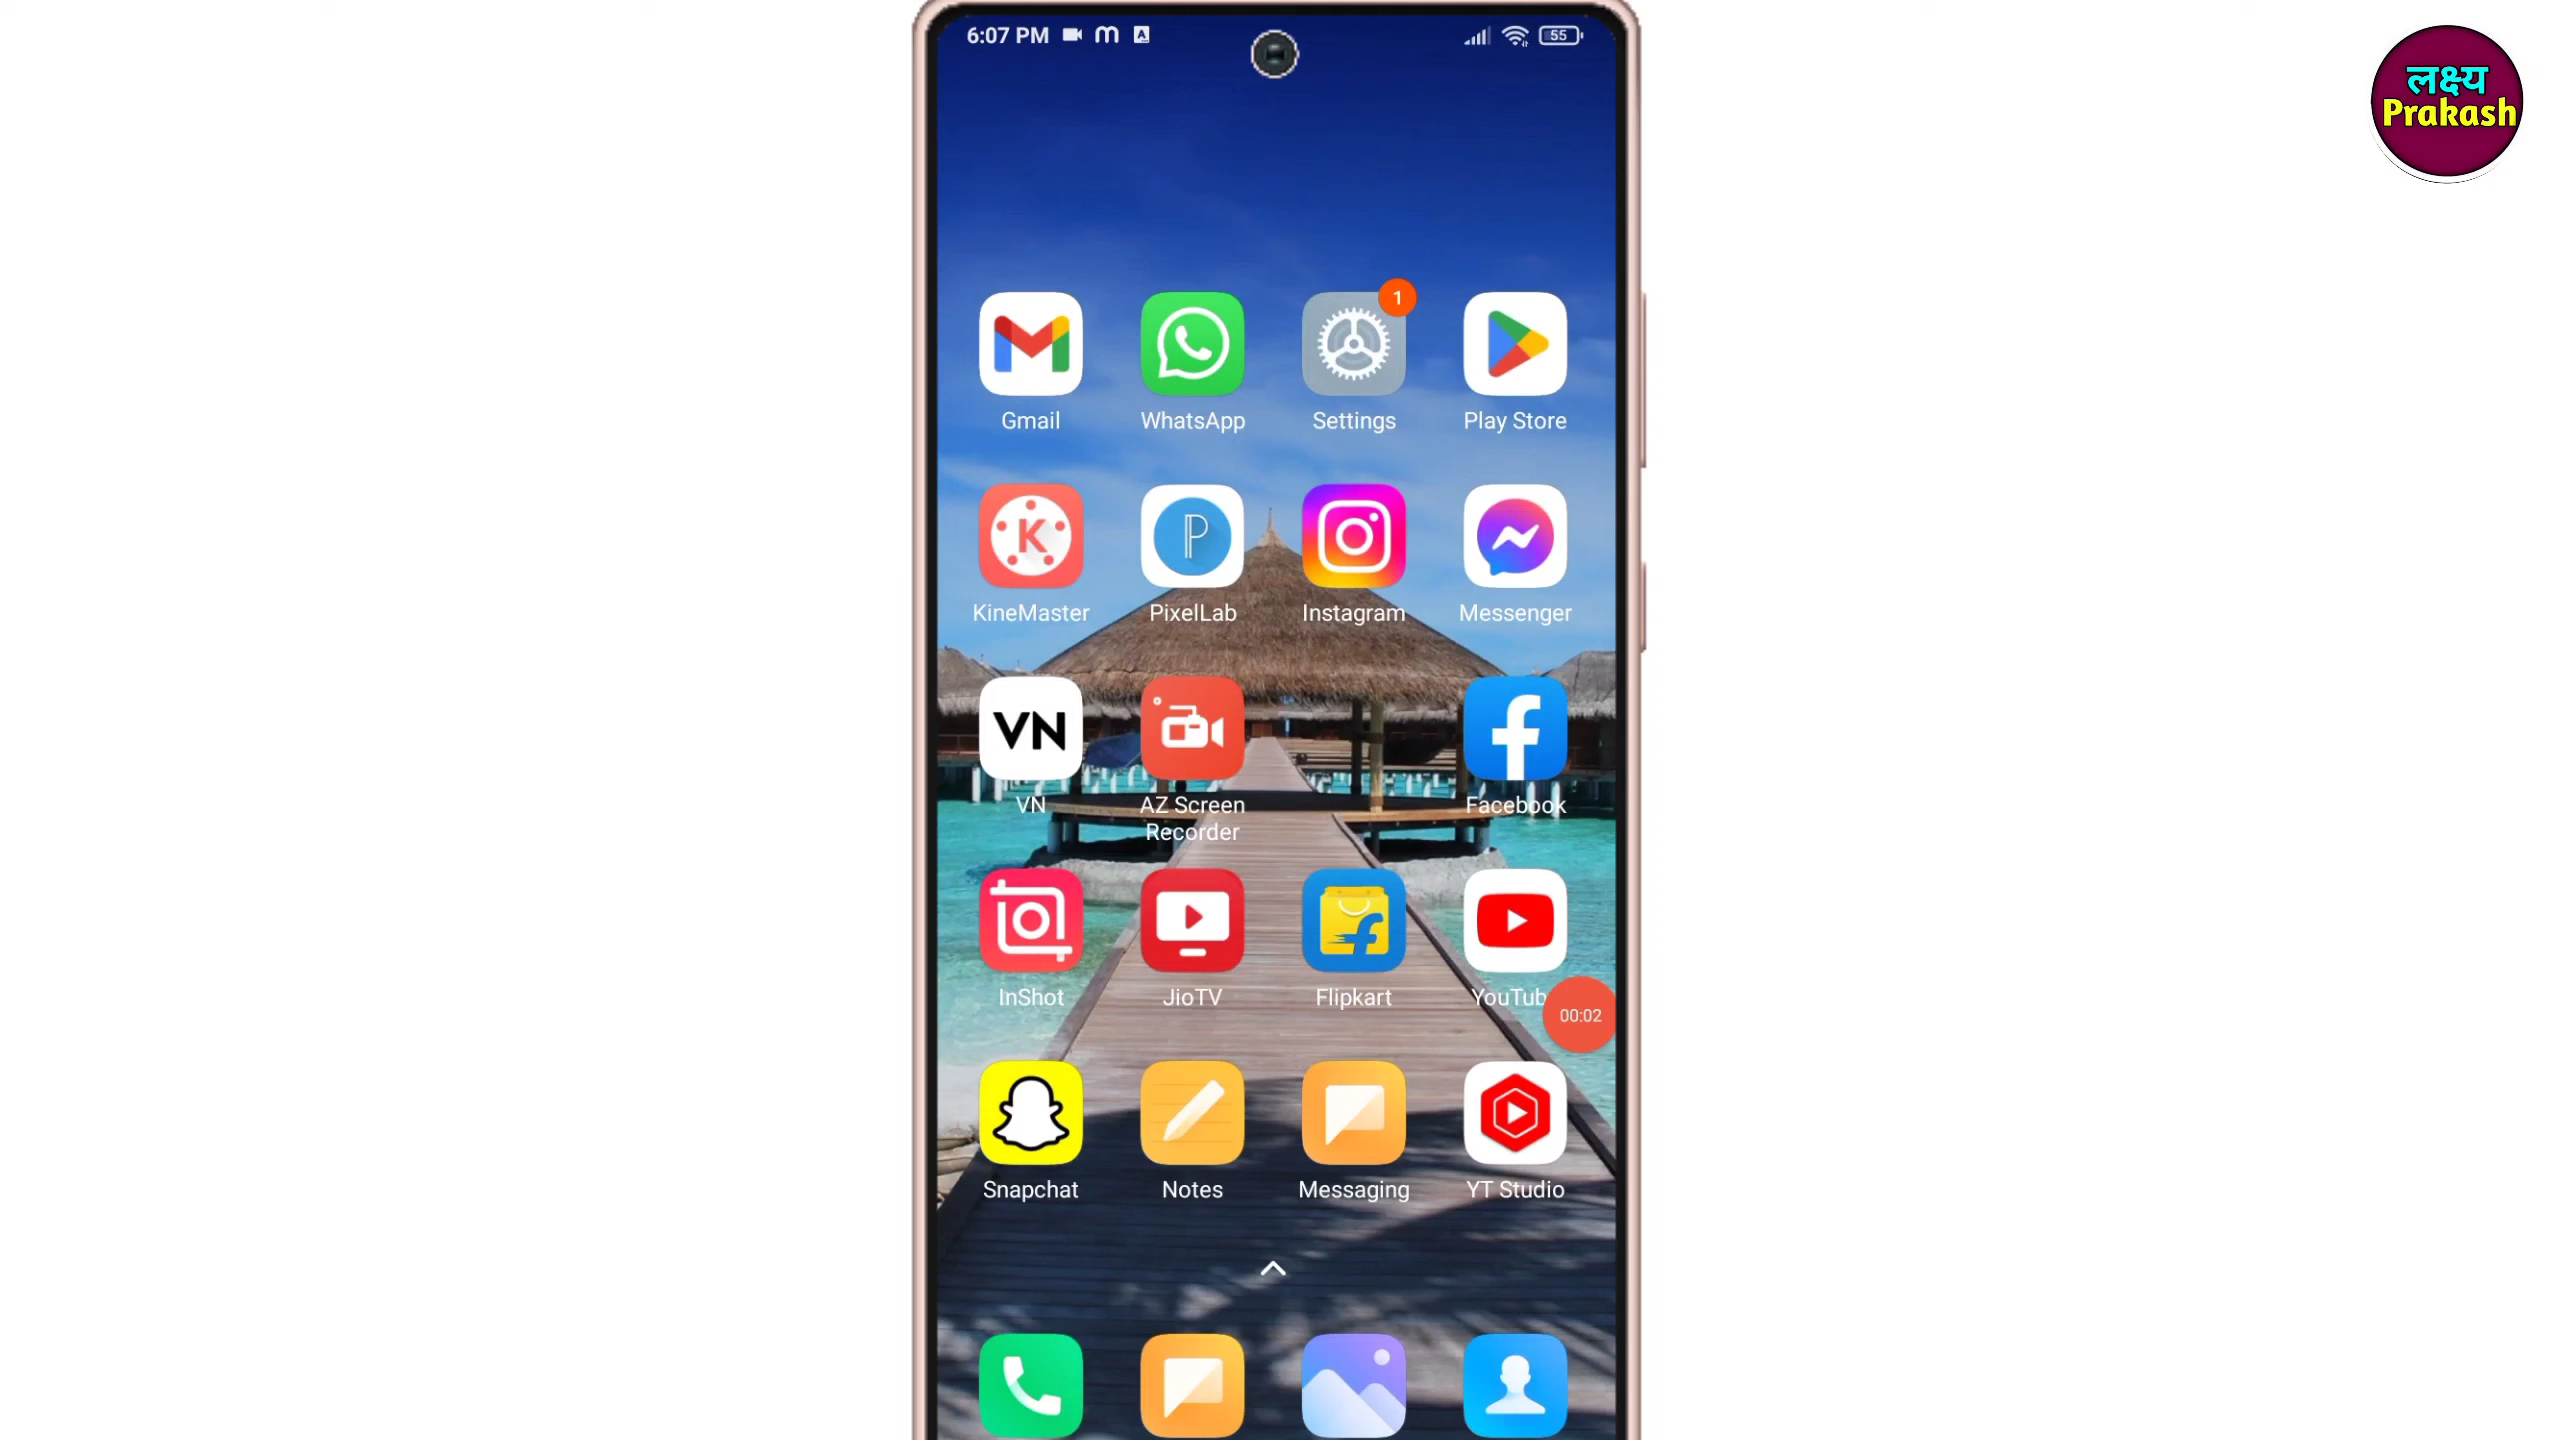 6:07 PM
55
लक्ष्य
Prakash
1
Gmail
WhatsApp
Settings
Play Store
K
P
KineMaster
PixelLab
Instagram
Messenger
VN
VN
AZ Screen
Recorder
Facebook
InShot
JioTV
Flipkart
YouTub
00:02
Snapchat
Notes
Messaging
YT Studio